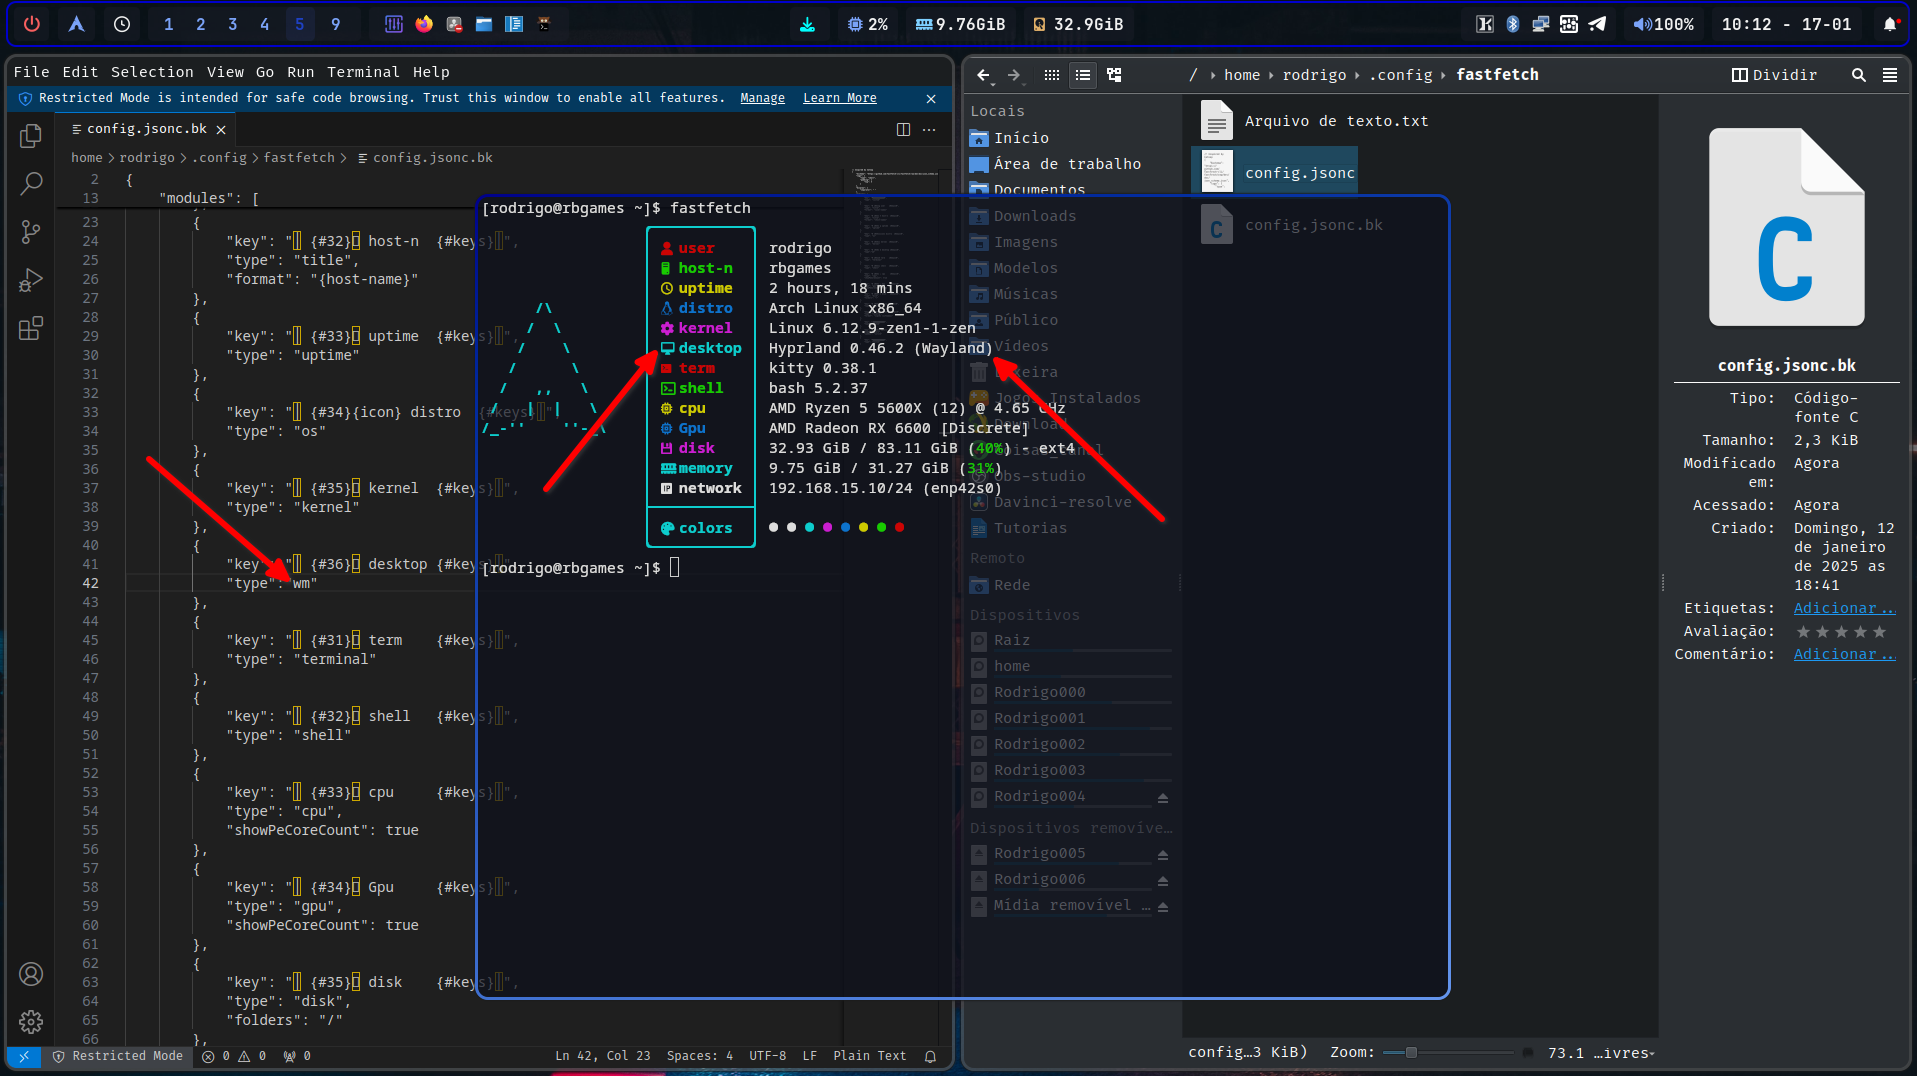 1 2 3 4 5 9
2% 9.76GiB 32.9GiB
100% 10:12 - 17-01
File Edit Selection View Go Run Terminal Help
Restricted Mode is intended for safe code browsing. Trust this window to enable all features. Manage Learn More
config.jsonc.bk
home > rodrigo > .config > fastfetch > config.jsonc.bk
2 {
13 "modules": [
23 {
24 "key": " {#32} host-n {#keys}",
25 "type": "title",
26 "format": "{host-name}"
27 },
28 {
29 "key": " {#33} uptime {#keys}",
30 "type": "uptime"
31 },
32 {
33 "key": " {#34}{icon} distro {#keys}"
34 "type": "os"
35 },
36 {
37 "key": " {#35} kernel {#keys}",
38 "type": "kernel"
39 },
40 {
41 "key": " {#36} desktop {#keys
42 "type": "wm"
43 },
44 {
45 "key": " {#31} term {#keys}",
46 "type": "terminal"
47 },
48 {
49 "key": " {#32} shell {#keys}",
50 "type": "shell"
51 },
52 {
53 "key": " {#33} cpu {#keys}",
54 "type": "cpu",
55 "showPeCoreCount": true
56 },
57 {
58 "key": " {#34} Gpu {#keys}",
59 "type": "gpu",
60 "showPeCoreCount": true
61 },
62 {
63 "key": " {#35} disk {#keys}",
64 "type": "disk",
65 "folders": "/"
66 },
Restricted Mode 0 0 0 Ln 42, Col 23 Spaces: 4 UTF-8 LF Plain Text
[rodrigo@rbgames ~]$ fastfetch
user rodrigo
host-n rbgames
uptime 2 hours, 18 mins
distro Arch Linux x86_64
kernel Linux 6.12.9-zen1-1-zen
desktop Hyprland 0.46.2 (Wayland)
term kitty 0.38.1
shell bash 5.2.37
cpu AMD Ryzen 5 5600X (12) @ 4.65 GHz
Gpu AMD Radeon RX 6600 [Discrete]
disk 32.93 GiB / 83.11 GiB (40%) - ext4
memory 9.75 GiB / 31.27 GiB (31%)
network 192.168.15.10/24 (enp42s0)
colors
[rodrigo@rbgames ~]$
/ > home > rodrigo > .config > fastfetch Dividir
Locais
Início
Área de trabalho
Documentos
Downloads
Imagens
Modelos
Músicas
Público
Vídeos
Jogos Instalados
Obs-studio
Davinci-resolve
Tutorias
Remoto
Rede
Dispositivos
Raiz
home
Rodrigo000
Rodrigo001
Rodrigo002
Rodrigo003
Rodrigo004
Dispositivos removíve…
Rodrigo005
Rodrigo006
Mídia removível …
Arquivo de texto.txt
config.jsonc
config.jsonc.bk
config…3 KiB) Zoom: 73.1 …ivres
C
config.jsonc.bk
Tipo: Código-
fonte C
Tamanho: 2,3 KiB
Modificado Agora
em:
Acessado: Agora
Criado: Domingo, 12
de janeiro
de 2025 as
18:41
Etiquetas: Adicionar…
Avaliação:
Comentário: Adicionar…